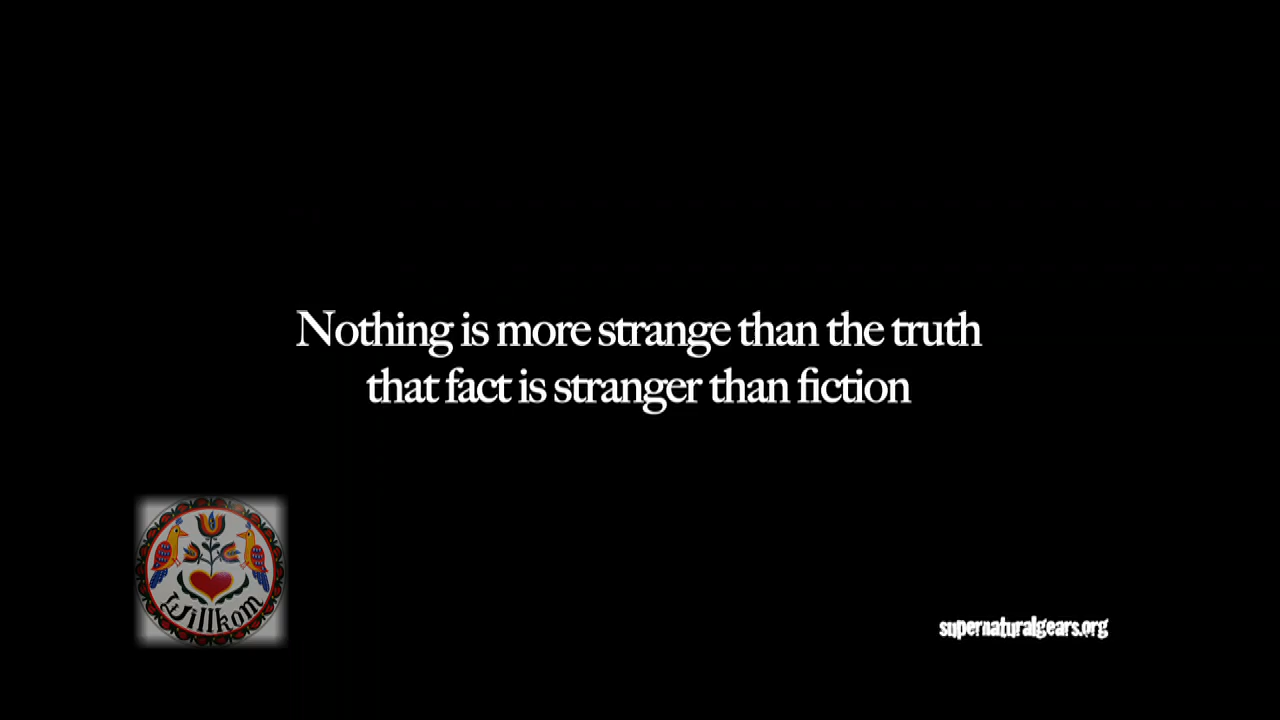 Nothing is more strange than the truth
that fact is stranger than fiction
Willkom
supernaturalgears.org